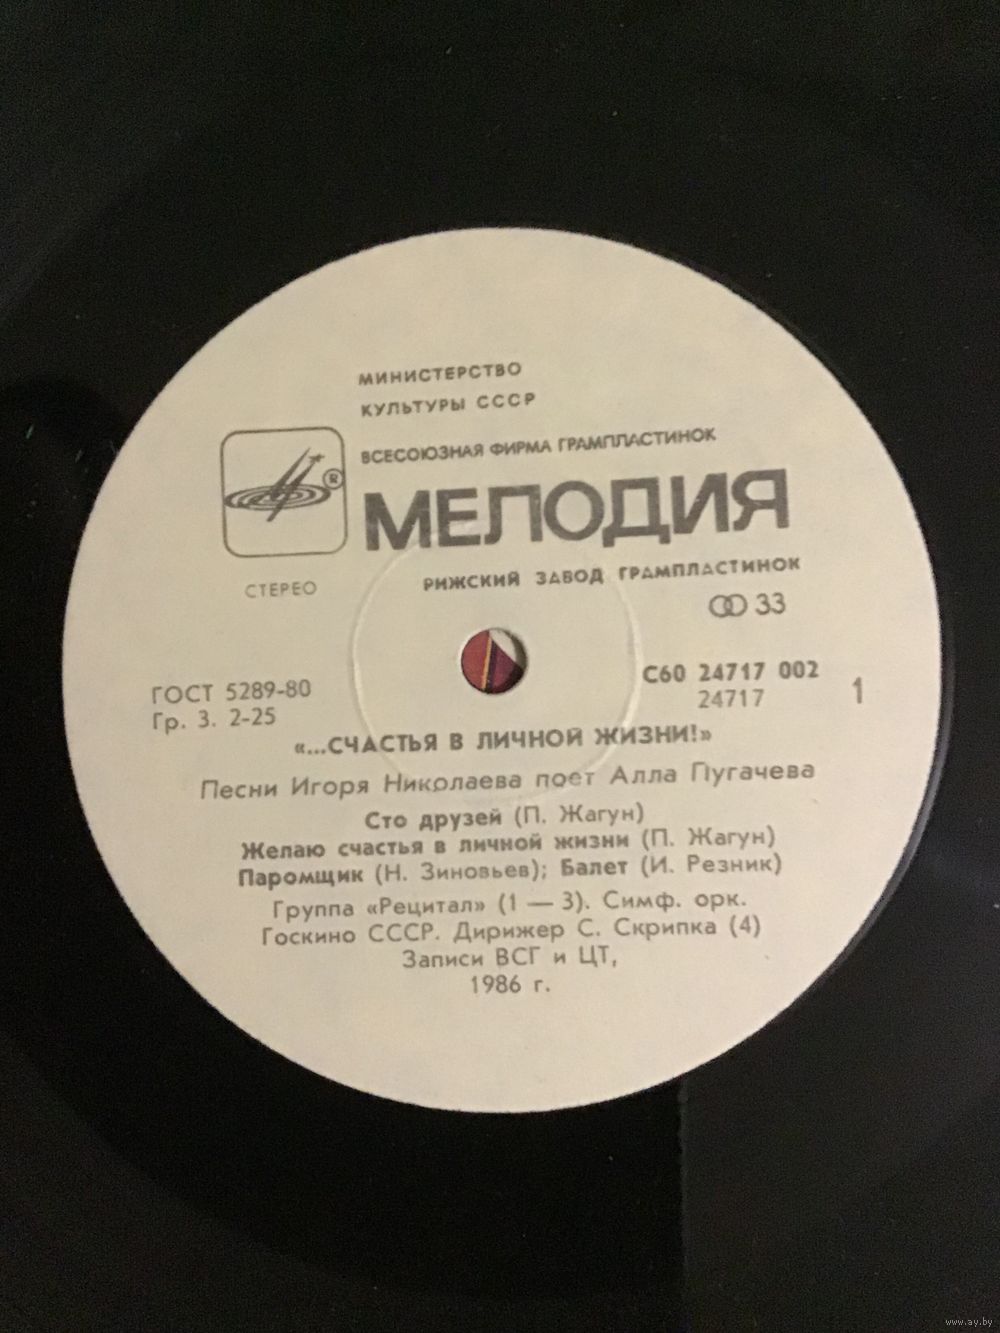 МИНИСТЕРСТВО
КУЛЬТУРЫ СССР
ВСЕСОЮЗНАЯ ФИРМА ГРАМПЛАСТИНОК
МЕЛОДИЯ
®
СТЕРЕО
РИЖСКИЙ ЗАВОД ГРАМПЛАСТИНОК
33
ГОСТ 5289-80
Гр. 3. 2-25
С60 24717 002
24717
1
«...СЧАСТЬЯ В ЛИЧНОЙ ЖИЗНИ!»
Песни Игоря Николаева поет Алла Пугачева
Сто друзей (П. Жагун)
Желаю счастья в личной жизни (П. Жагун)
Паромщик (Н. Зиновьев); Балет (И. Резник)
Группа «Рецитал» (1 — 3). Симф. орк.
Госкино СССР. Дирижер С. Скрипка (4)
Записи ВСГ и ЦТ,
1986 г.
www.ay.by